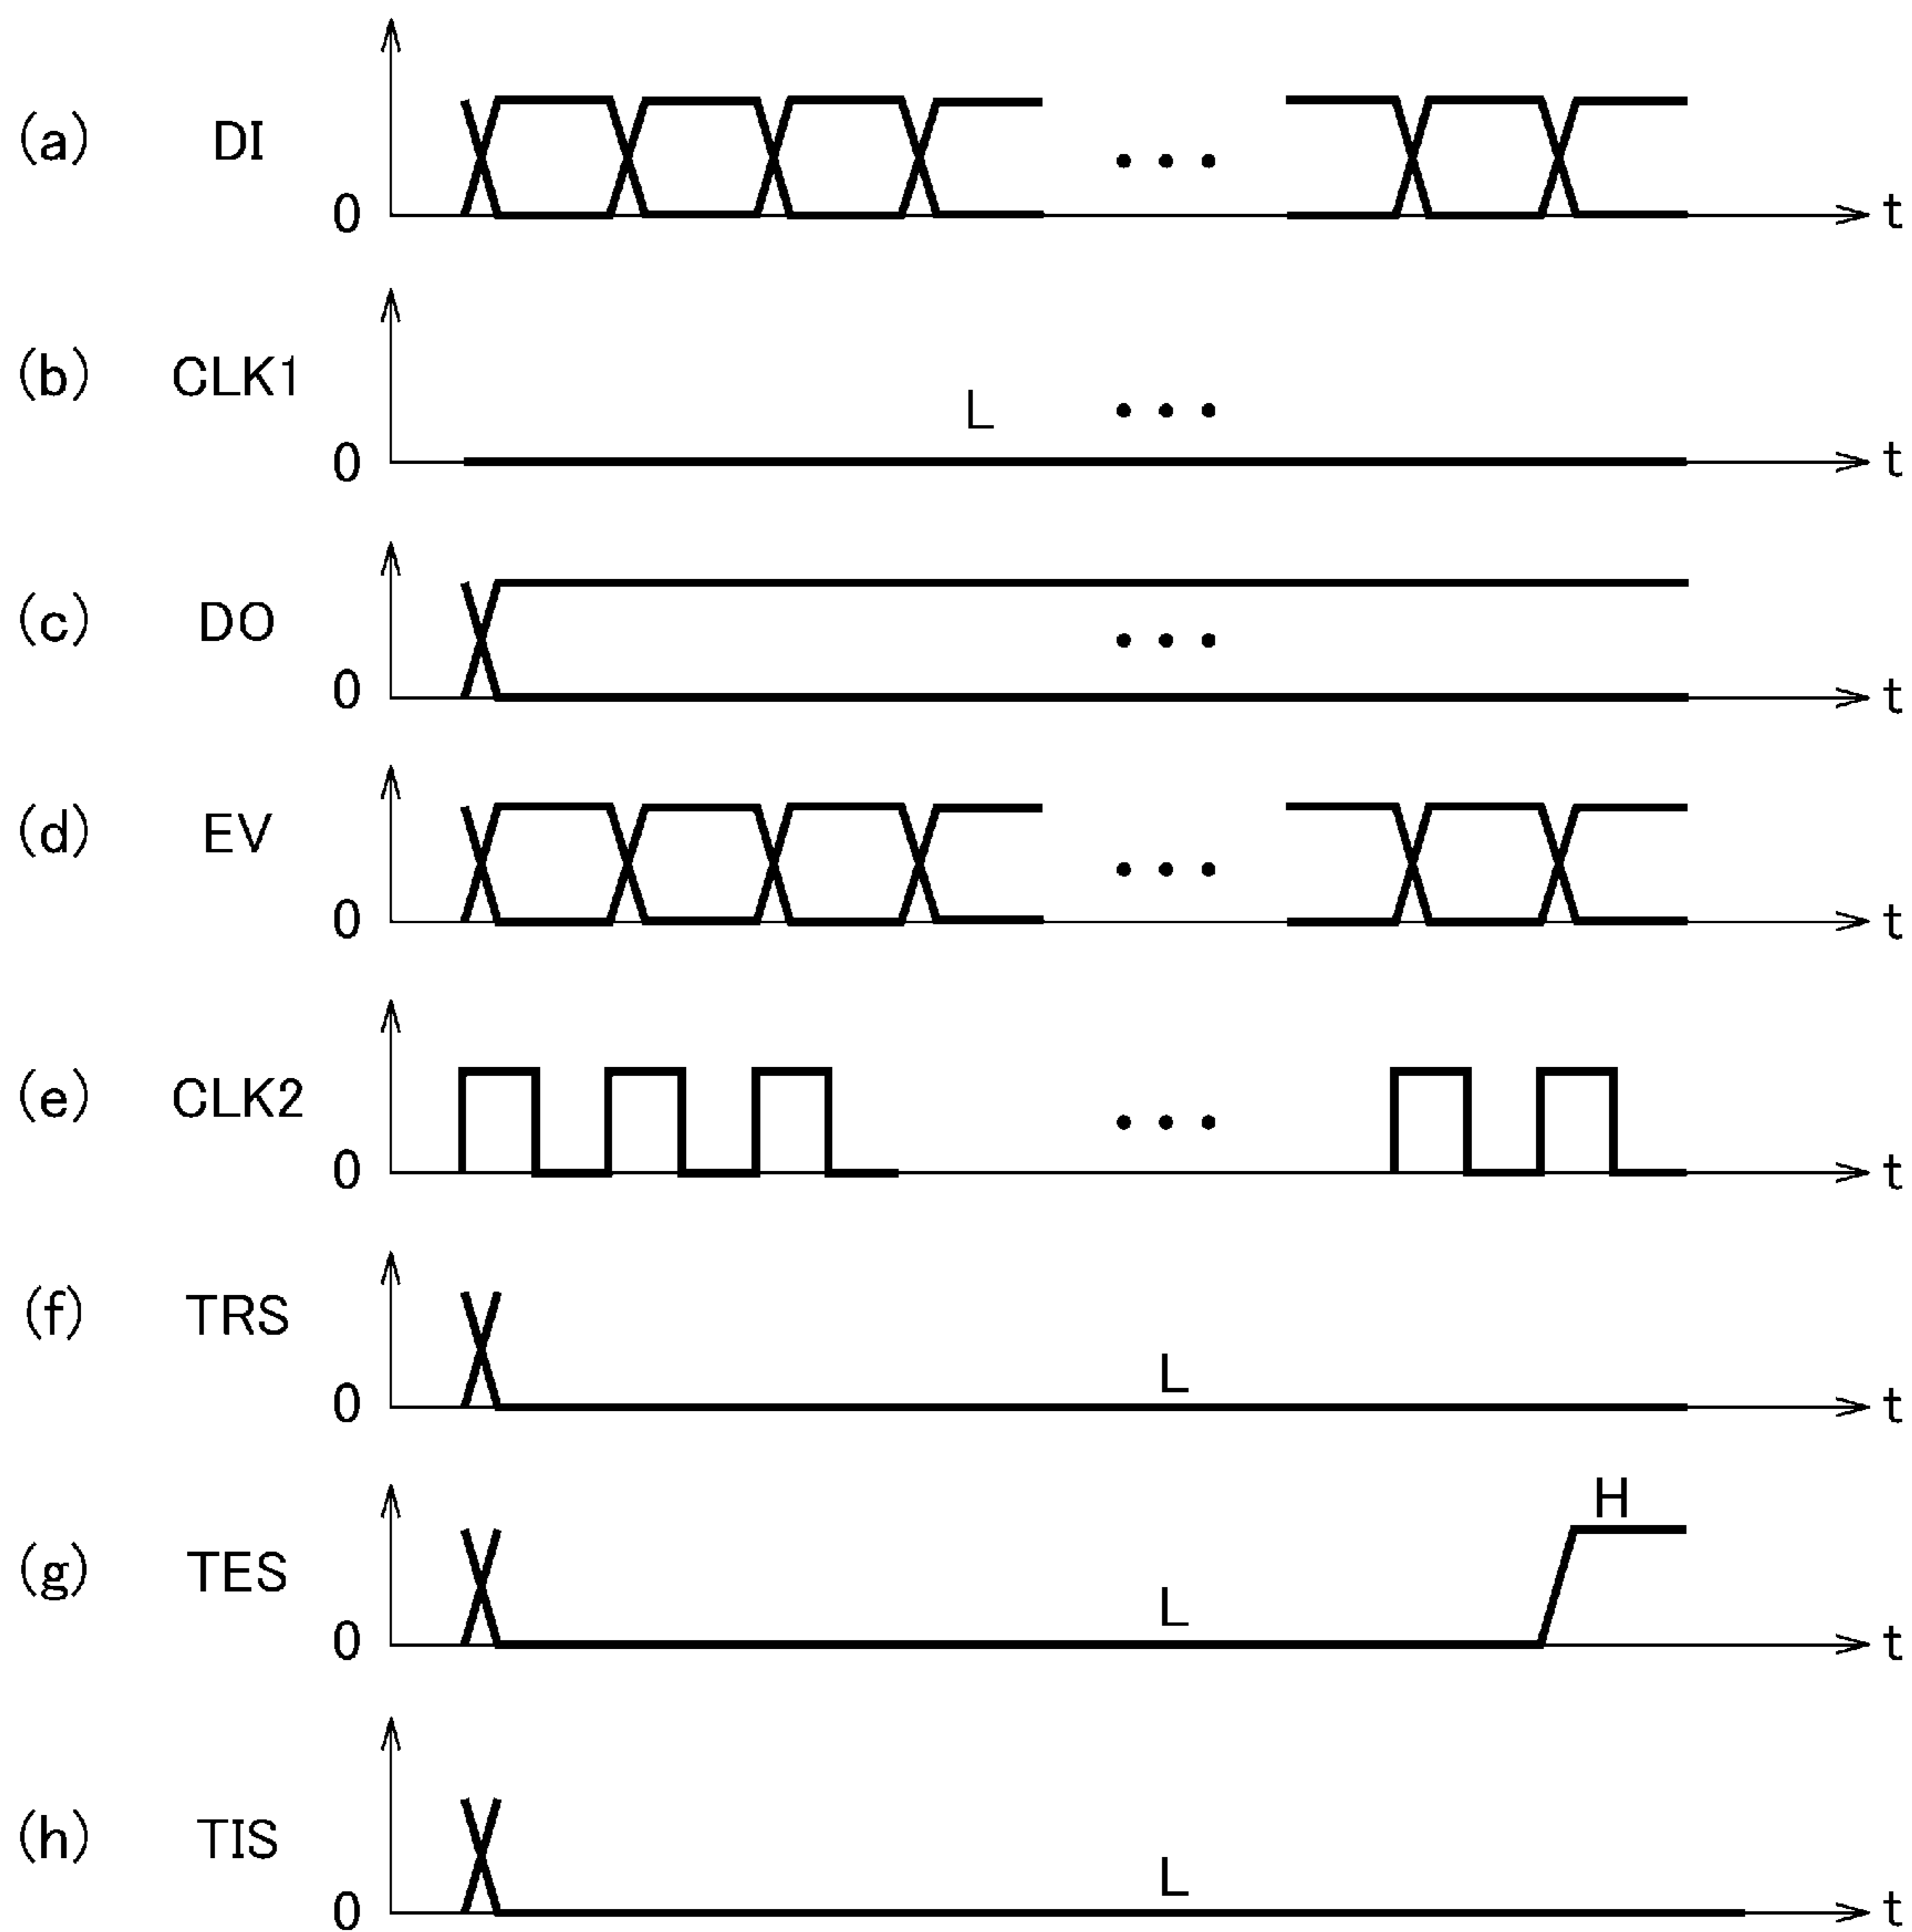 (a) DI
0 t
(b) CLK1
L
0 t
(c) DO
0 t
(d) EV
0 t
(e) CLK2
0 t
(f) TRS
L
0 t
H
(g) TES
L
0 t
(h) TIS
L
0 t